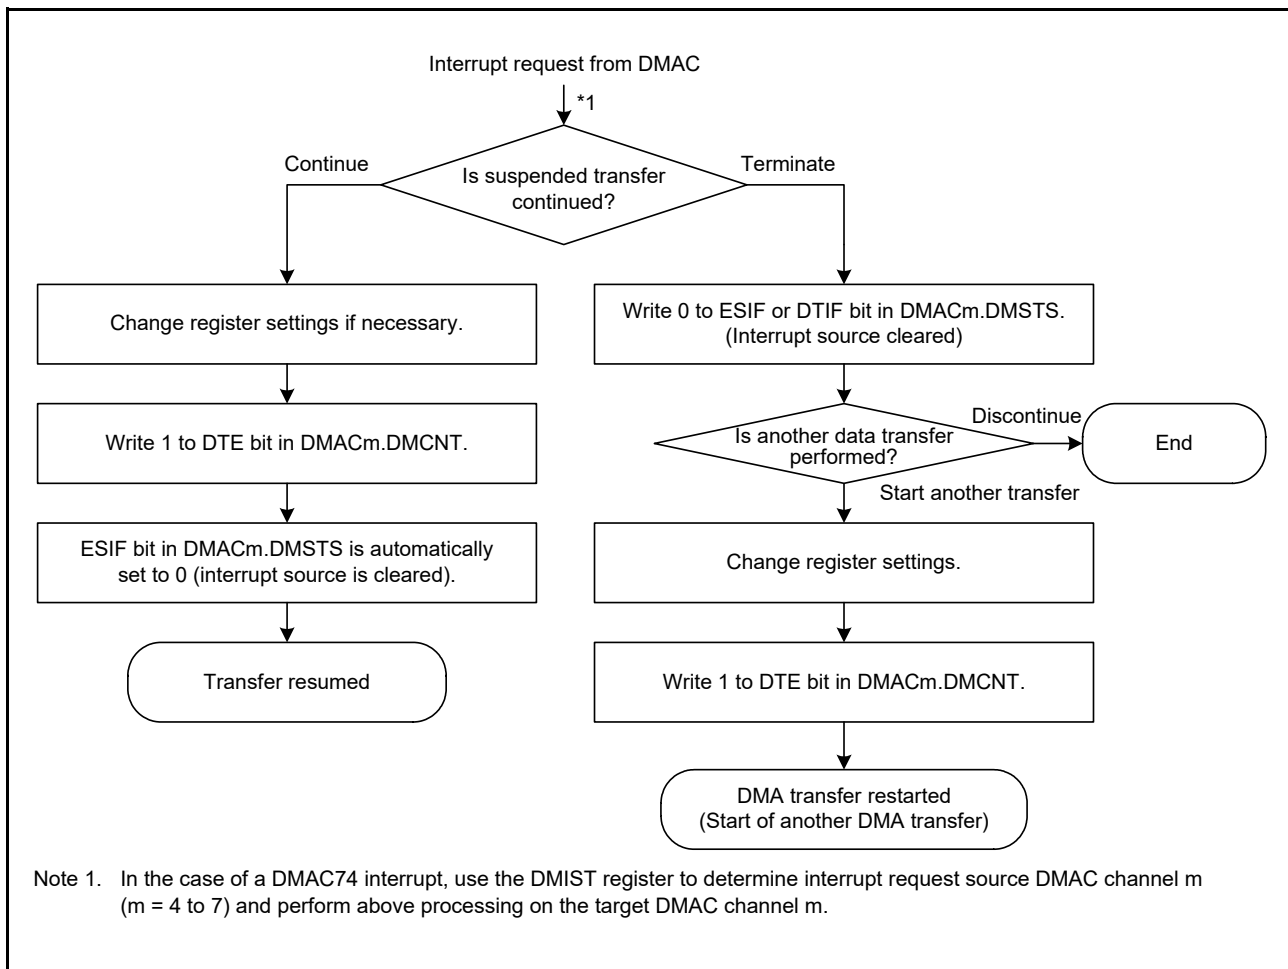 Interrupt request from DMAC
*1
Continue
Terminate
Is suspended transfer
continued?
Change register settings if necessary.
Write 1 to DTE bit in DMACm.DMCNT.
ESIF bit in DMACm.DMSTS is automatically
set to 0 (interrupt source is cleared).
Transfer resumed
Write 0 to ESIF or DTIF bit in DMACm.DMSTS.
(Interrupt source cleared)
Is another data transfer
performed?
Discontinue
End
Start another transfer
Change register settings.
Write 1 to DTE bit in DMACm.DMCNT.
DMA transfer restarted
(Start of another DMA transfer)
Note 1. In the case of a DMAC74 interrupt, use the DMIST register to determine interrupt request source DMAC channel m
(m = 4 to 7) and perform above processing on the target DMAC channel m.